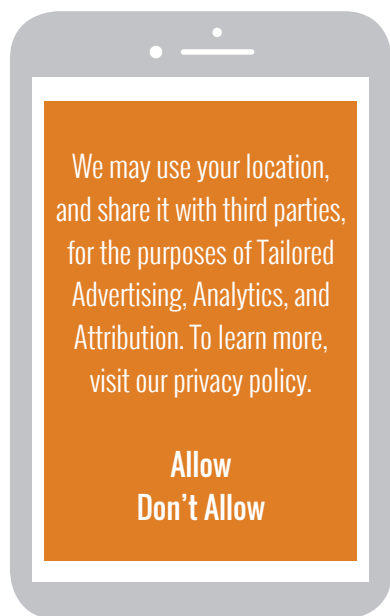 We may use your location,
and share it with third parties,
for the purposes of Tailored
Advertising, Analytics, and
Attribution. To learn more,
visit our privacy policy.
Allow
Don’t Allow